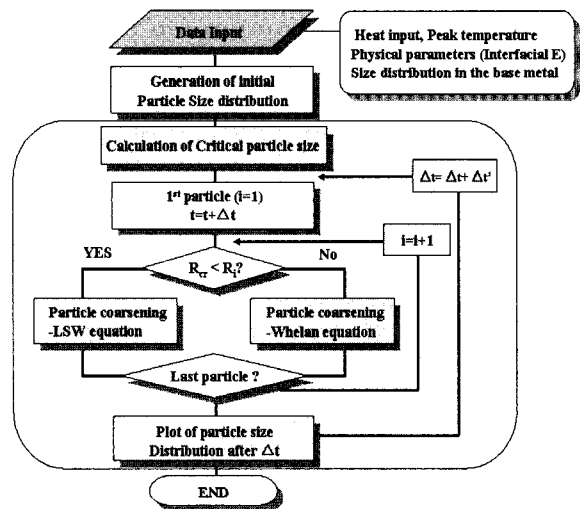 Data Input
Heat input, Peak temperature
Physical parameters (Interfacial E)
Size distribution in the base metal
Generation of initial
Particle Size distribution
Calculation of Critical particle size
1st particle (i=1)
t=t+Δt
Δt= Δt+ Δt'
i=i+1
YES
Rcr < Ri?
No
Particle coarsening
-LSW equation
Particle coarsening
-Whelan equation
Last particle ?
Plot of particle size
Distribution after Δt
END